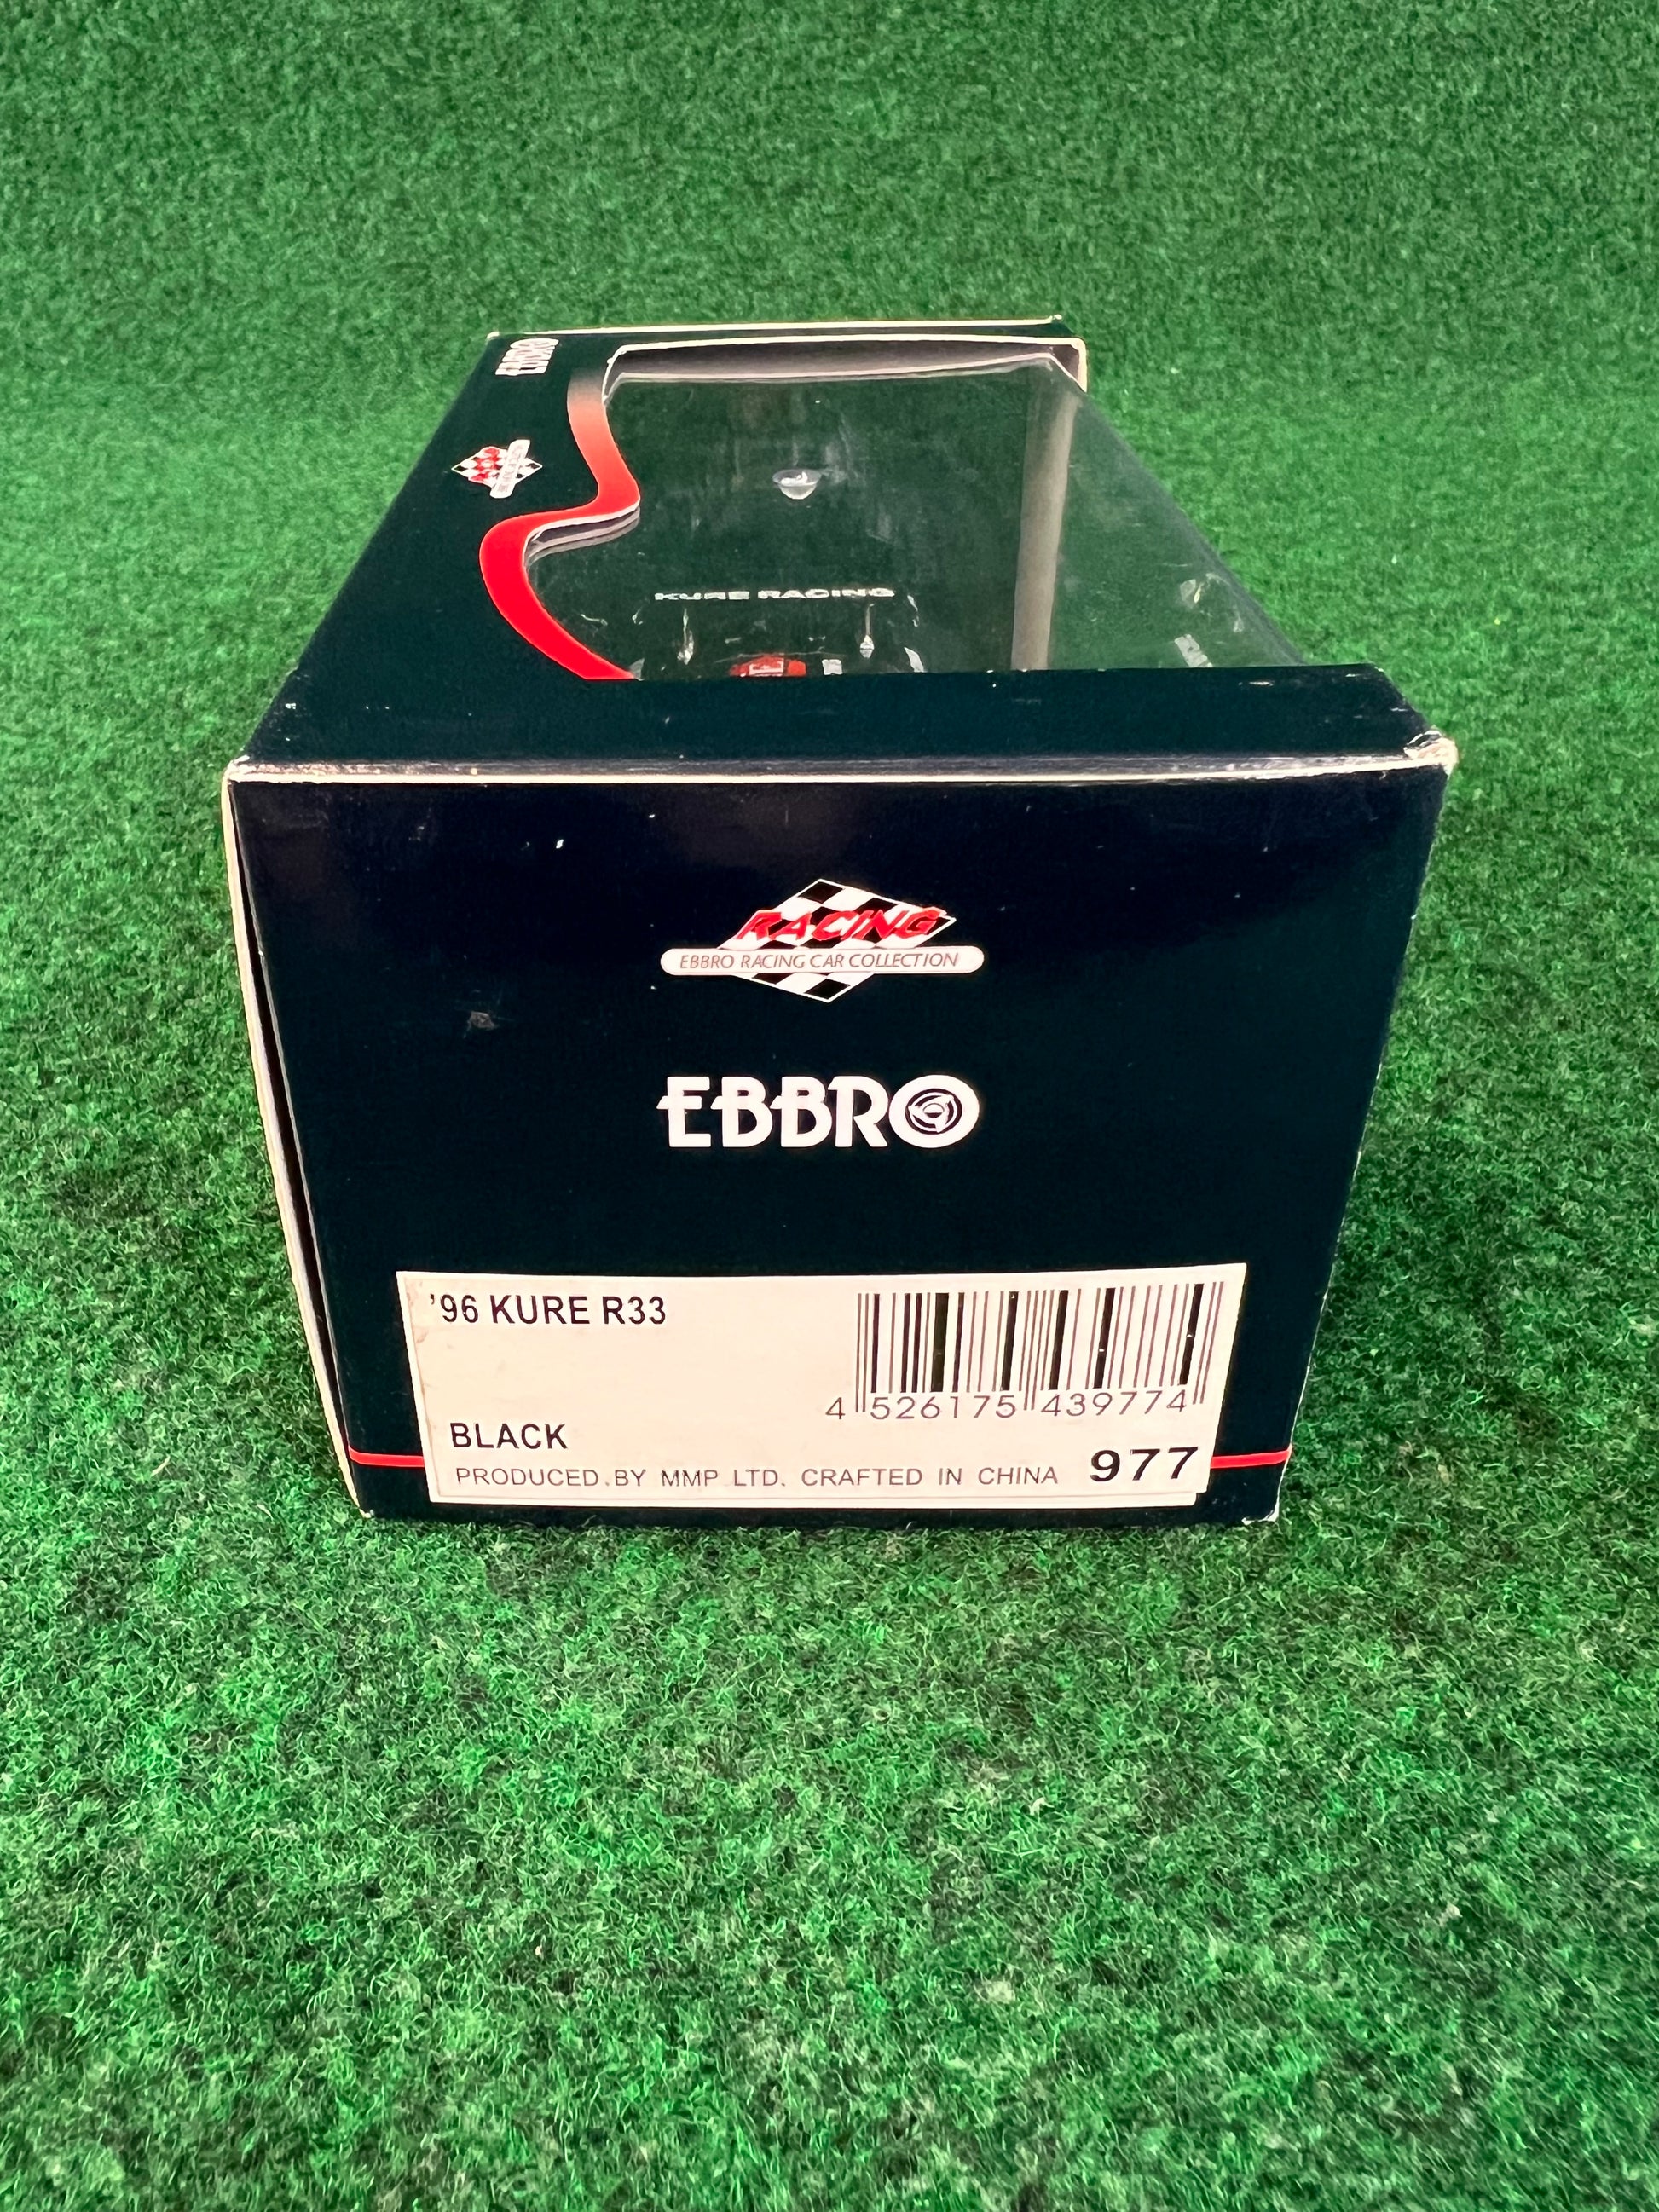 EBBRO
KURE RACING
RACING
EBBRO RACING CAR COLLECTION
EBBRO
'96 KURE R33
4 526175 439774
BLACK
PRODUCED.BY MMP LTD. CRAFTED IN CHINA 977